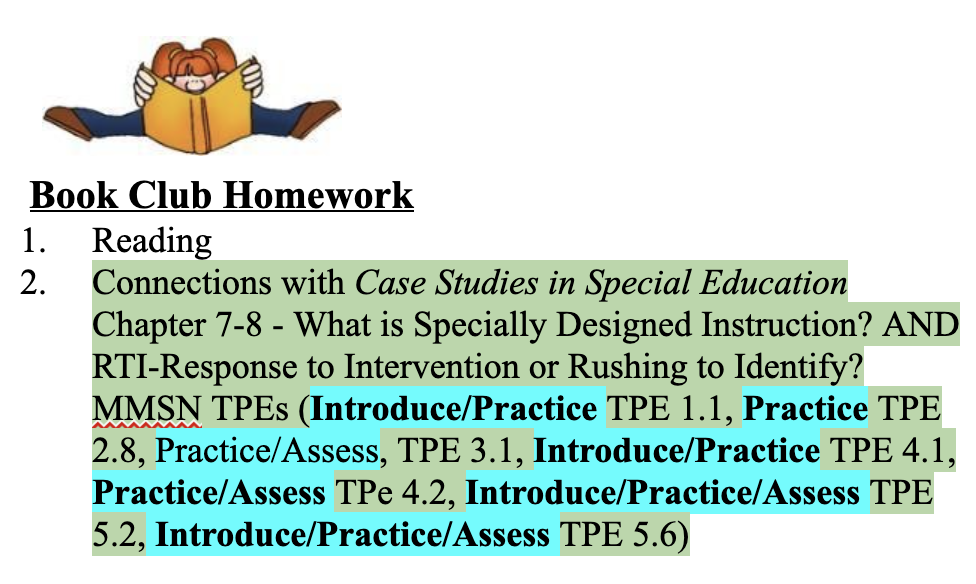 Book Club Homework
1. Reading
2. Connections with Case Studies in Special Education
Chapter 7-8 - What is Specially Designed Instruction? AND
RTI-Response to Intervention or Rushing to Identify?
MMSN TPEs (Introduce/Practice TPE 1.1, Practice TPE
2.8, Practice/Assess, TPE 3.1, Introduce/Practice TPE 4.1,
Practice/Assess TPe 4.2, Introduce/Practice/Assess TPE
5.2, Introduce/Practice/Assess TPE 5.6)